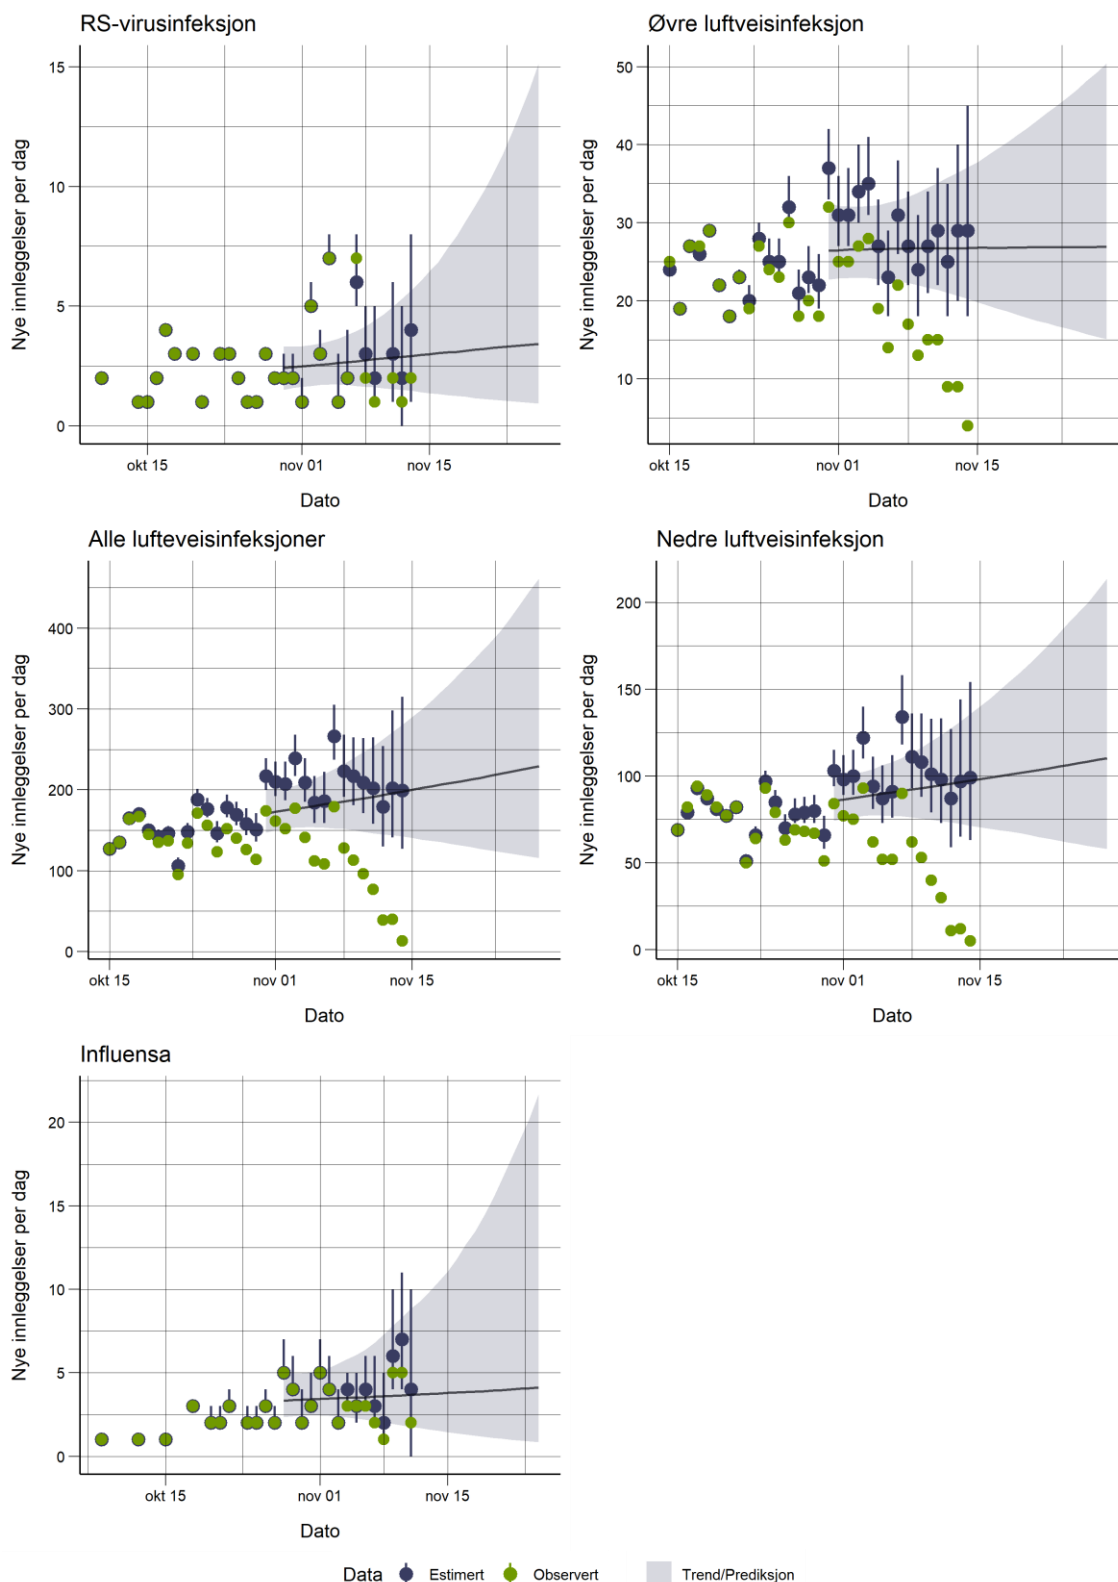 RS-virusinfeksjon
Nye innleggelser per dag
15
10
5
0
okt 15
nov 01
nov 15
Dato
Øvre luftveisinfeksjon
Nye innleggelser per dag
50
40
30
20
10
okt 15
nov 01
nov 15
Dato
Alle lufteveisinfeksjoner
Nye innleggelser per dag
400
300
200
100
0
okt 15
nov 01
nov 15
Dato
Nedre luftveisinfeksjon
Nye innleggelser per dag
200
150
100
50
0
okt 15
nov 01
nov 15
Dato
Influensa
Nye innleggelser per dag
20
15
10
5
0
okt 15
nov 01
nov 15
Dato
Data Estimert Observert Trend/Prediksjon